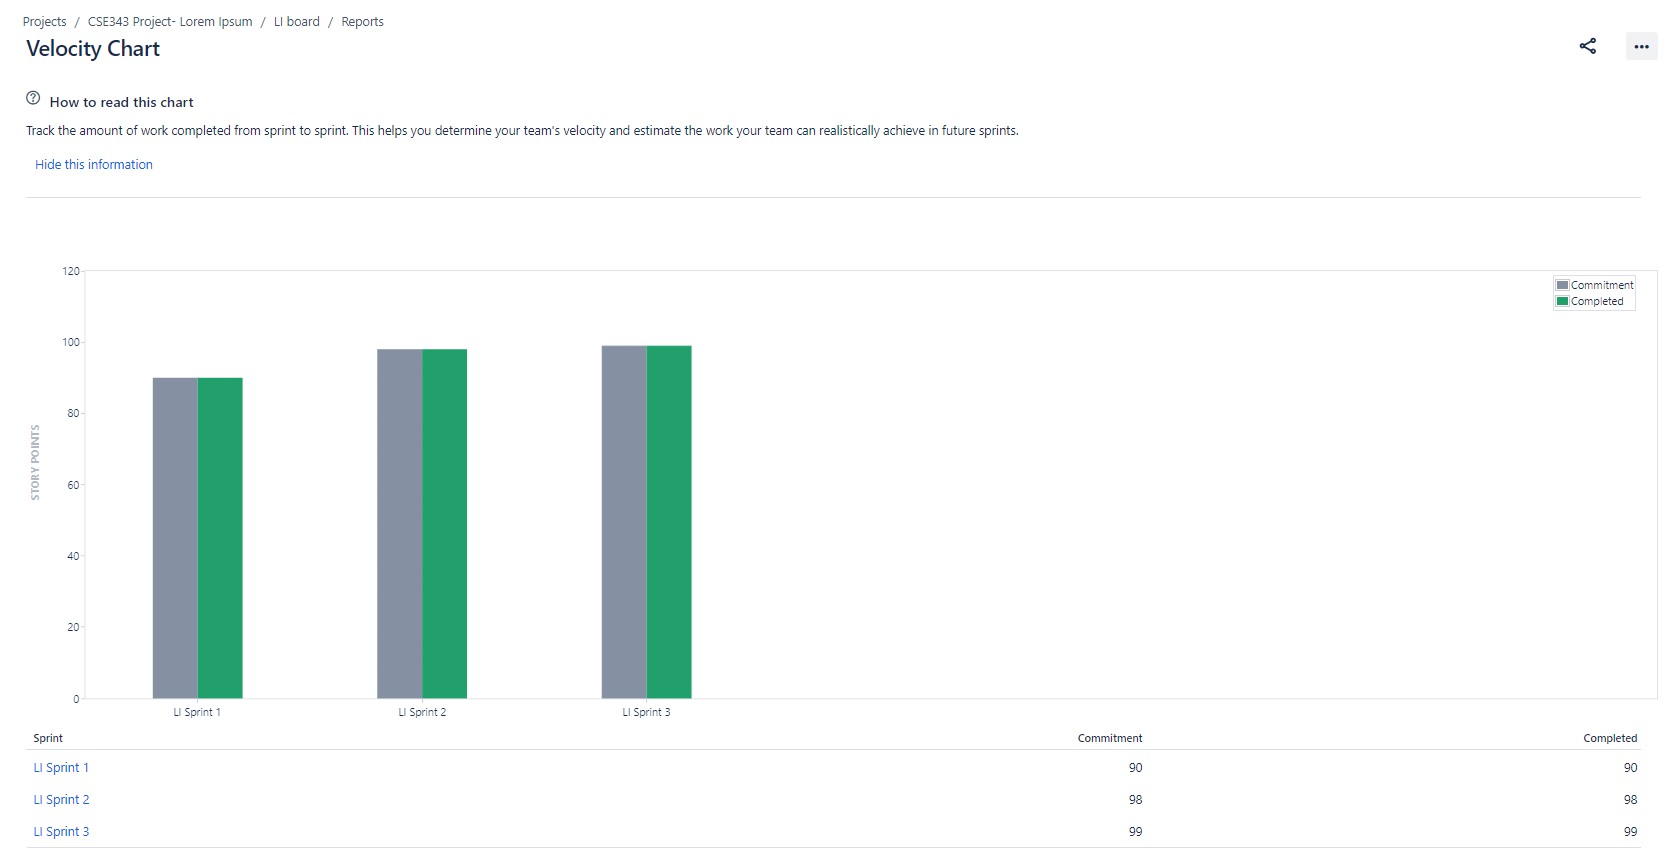 Projects / CSE343 Project- Lorem Ipsum / LI board / Reports
Velocity Chart
How to read this chart
Track the amount of work completed from sprint to sprint. This helps you determine your team's velocity and estimate the work your team can realistically achieve in future sprints.
Hide this information
120
100
80
60
40
20
0
STORY POINTS
Commitment
Completed
LI Sprint 1 LI Sprint 2 LI Sprint 3
Sprint Commitment Completed
LI Sprint 1 90 90
LI Sprint 2 98 98
LI Sprint 3 99 99